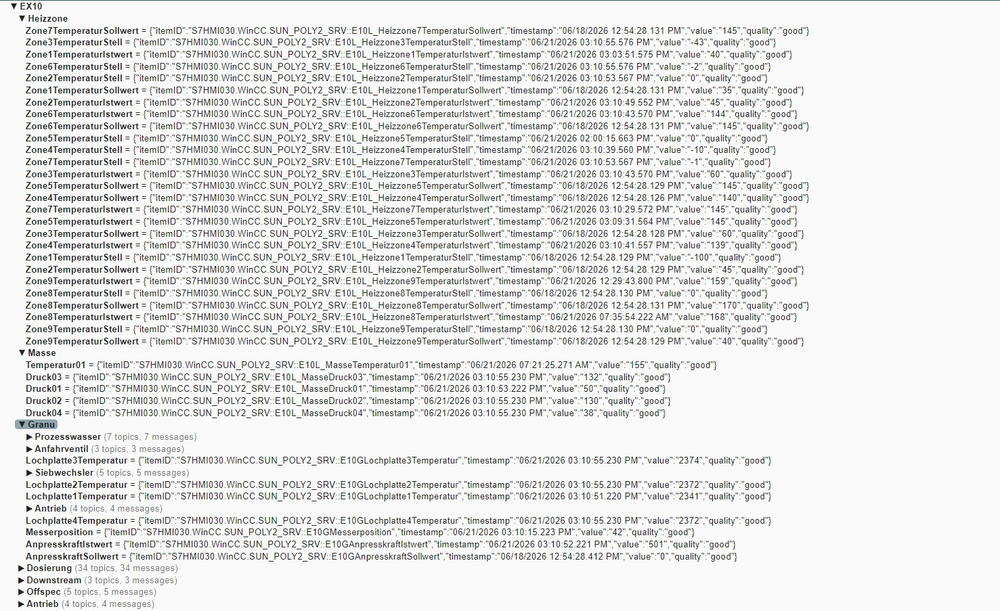 ▼ EX10
▼ Heizzone
Zone7TemperaturSollwert = {"itemID":"S7HMI030.WinCC.SUN_POLY2_SRV::E10L_Heizzone7TemperaturSollwert","timestamp":"06/18/2026 12:54:28.131 PM","value":"145","quality":"good"}
Zone3TemperaturStell = {"itemID":"S7HMI030.WinCC.SUN_POLY2_SRV::E10L_Heizzone3TemperaturStell","timestamp":"06/21/2026 03:10:55.576 PM","value":"-43","quality":"good"}
Zone1TemperaturIstwert = {"itemID":"S7HMI030.WinCC.SUN_POLY2_SRV::E10L_Heizzone1TemperaturIstwert","timestamp":"06/21/2026 03:03:51.575 PM","value":"40","quality":"good"}
Zone6TemperaturStell = {"itemID":"S7HMI030.WinCC.SUN_POLY2_SRV::E10L_Heizzone6TemperaturStell","timestamp":"06/21/2026 03:10:55.576 PM","value":"-2","quality":"good"}
Zone2TemperaturStell = {"itemID":"S7HMI030.WinCC.SUN_POLY2_SRV::E10L_Heizzone2TemperaturStell","timestamp":"06/21/2026 03:10:53.567 PM","value":"0","quality":"good"}
Zone1TemperaturSollwert = {"itemID":"S7HMI030.WinCC.SUN_POLY2_SRV::E10L_Heizzone1TemperaturSollwert","timestamp":"06/18/2026 12:54:28.131 PM","value":"35","quality":"good"}
Zone2TemperaturIstwert = {"itemID":"S7HMI030.WinCC.SUN_POLY2_SRV::E10L_Heizzone2TemperaturIstwert","timestamp":"06/21/2026 03:10:49.552 PM","value":"45","quality":"good"}
Zone6TemperaturIstwert = {"itemID":"S7HMI030.WinCC.SUN_POLY2_SRV::E10L_Heizzone6TemperaturIstwert","timestamp":"06/21/2026 03:10:43.570 PM","value":"144","quality":"good"}
Zone6TemperaturSollwert = {"itemID":"S7HMI030.WinCC.SUN_POLY2_SRV::E10L_Heizzone6TemperaturSollwert","timestamp":"06/18/2026 12:54:28.131 PM","value":"145","quality":"good"}
Zone5TemperaturStell = {"itemID":"S7HMI030.WinCC.SUN_POLY2_SRV::E10L_Heizzone5TemperaturStell","timestamp":"06/21/2026 02:00:15.663 PM","value":"0","quality":"good"}
Zone4TemperaturStell = {"itemID":"S7HMI030.WinCC.SUN_POLY2_SRV::E10L_Heizzone4TemperaturStell","timestamp":"06/21/2026 03:10:39.560 PM","value":"-10","quality":"good"}
Zone7TemperaturStell = {"itemID":"S7HMI030.WinCC.SUN_POLY2_SRV::E10L_Heizzone7TemperaturStell","timestamp":"06/21/2026 03:10:53.567 PM","value":"-1","quality":"good"}
Zone3TemperaturIstwert = {"itemID":"S7HMI030.WinCC.SUN_POLY2_SRV::E10L_Heizzone3TemperaturIstwert","timestamp":"06/21/2026 03:10:43.570 PM","value":"60","quality":"good"}
Zone5TemperaturSollwert = {"itemID":"S7HMI030.WinCC.SUN_POLY2_SRV::E10L_Heizzone5TemperaturSollwert","timestamp":"06/18/2026 12:54:28.129 PM","value":"145","quality":"good"}
Zone4TemperaturSollwert = {"itemID":"S7HMI030.WinCC.SUN_POLY2_SRV::E10L_Heizzone4TemperaturSollwert","timestamp":"06/18/2026 12:54:28.126 PM","value":"140","quality":"good"}
Zone7TemperaturIstwert = {"itemID":"S7HMI030.WinCC.SUN_POLY2_SRV::E10L_Heizzone7TemperaturIstwert","timestamp":"06/21/2026 03:10:29.572 PM","value":"145","quality":"good"}
Zone5TemperaturIstwert = {"itemID":"S7HMI030.WinCC.SUN_POLY2_SRV::E10L_Heizzone5TemperaturIstwert","timestamp":"06/21/2026 03:09:31.564 PM","value":"145","quality":"good"}
Zone3TemperaturSollwert = {"itemID":"S7HMI030.WinCC.SUN_POLY2_SRV::E10L_Heizzone3TemperaturSollwert","timestamp":"06/18/2026 12:54:28.128 PM","value":"60","quality":"good"}
Zone4TemperaturIstwert = {"itemID":"S7HMI030.WinCC.SUN_POLY2_SRV::E10L_Heizzone4TemperaturIstwert","timestamp":"06/21/2026 03:10:41.557 PM","value":"139","quality":"good"}
Zone1TemperaturStell = {"itemID":"S7HMI030.WinCC.SUN_POLY2_SRV::E10L_Heizzone1TemperaturStell","timestamp":"06/18/2026 12:54:28.129 PM","value":"-100","quality":"good"}
Zone2TemperaturSollwert = {"itemID":"S7HMI030.WinCC.SUN_POLY2_SRV::E10L_Heizzone2TemperaturSollwert","timestamp":"06/18/2026 12:54:28.129 PM","value":"45","quality":"good"}
Zone9TemperaturIstwert = {"itemID":"S7HMI030.WinCC.SUN_POLY2_SRV::E10L_Heizzone9TemperaturIstwert","timestamp":"06/21/2026 12:29:43.800 PM","value":"159","quality":"good"}
Zone8TemperaturStell = {"itemID":"S7HMI030.WinCC.SUN_POLY2_SRV::E10L_Heizzone8TemperaturStell","timestamp":"06/18/2026 12:54:28.130 PM","value":"0","quality":"good"}
Zone8TemperaturSollwert = {"itemID":"S7HMI030.WinCC.SUN_POLY2_SRV::E10L_Heizzone8TemperaturSollwert","timestamp":"06/18/2026 12:54:28.131 PM","value":"170","quality":"good"}
Zone8TemperaturIstwert = {"itemID":"S7HMI030.WinCC.SUN_POLY2_SRV::E10L_Heizzone8TemperaturIstwert","timestamp":"06/21/2026 07:35:54.222 AM","value":"168","quality":"good"}
Zone9TemperaturStell = {"itemID":"S7HMI030.WinCC.SUN_POLY2_SRV::E10L_Heizzone9TemperaturStell","timestamp":"06/18/2026 12:54:28.130 PM","value":"0","quality":"good"}
Zone9TemperaturSollwert = {"itemID":"S7HMI030.WinCC.SUN_POLY2_SRV::E10L_Heizzone9TemperaturSollwert","timestamp":"06/18/2026 12:54:28.129 PM","value":"40","quality":"good"}
▼ Masse
Temperatur01 = {"itemID":"S7HMI030.WinCC.SUN_POLY2_SRV::E10L_MasseTemperatur01","timestamp":"06/21/2026 07:21:25.271 AM","value":"155","quality":"good"}
Druck03 = {"itemID":"S7HMI030.WinCC.SUN_POLY2_SRV::E10L_MasseDruck03","timestamp":"06/21/2026 03:10:55.230 PM","value":"132","quality":"good"}
Druck01 = {"itemID":"S7HMI030.WinCC.SUN_POLY2_SRV::E10L_MasseDruck01","timestamp":"06/21/2026 03:10:53.222 PM","value":"50","quality":"good"}
Druck02 = {"itemID":"S7HMI030.WinCC.SUN_POLY2_SRV::E10L_MasseDruck02","timestamp":"06/21/2026 03:10:55.230 PM","value":"130","quality":"good"}
Druck04 = {"itemID":"S7HMI030.WinCC.SUN_POLY2_SRV::E10L_MasseDruck04","timestamp":"06/21/2026 03:10:55.230 PM","value":"38","quality":"good"}
▼ Granu
▶ Prozesswasser (7 topics, 7 messages)
▶ Anfahrventil (3 topics, 3 messages)
Lochplatte3Temperatur = {"itemID":"S7HMI030.WinCC.SUN_POLY2_SRV::E10GLochplatte3Temperatur","timestamp":"06/21/2026 03:10:55.230 PM","value":"2374","quality":"good"}
▶ Siebwechsler (5 topics, 5 messages)
Lochplatte2Temperatur = {"itemID":"S7HMI030.WinCC.SUN_POLY2_SRV::E10GLochplatte2Temperatur","timestamp":"06/21/2026 03:10:55.230 PM","value":"2372","quality":"good"}
Lochplatte1Temperatur = {"itemID":"S7HMI030.WinCC.SUN_POLY2_SRV::E10GLochplatte1Temperatur","timestamp":"06/21/2026 03:10:51.220 PM","value":"2341","quality":"good"}
▶ Antrieb (4 topics, 4 messages)
Lochplatte4Temperatur = {"itemID":"S7HMI030.WinCC.SUN_POLY2_SRV::E10GLochplatte4Temperatur","timestamp":"06/21/2026 03:10:55.230 PM","value":"2372","quality":"good"}
Messerposition = {"itemID":"S7HMI030.WinCC.SUN_POLY2_SRV::E10GMesserposition","timestamp":"06/21/2026 03:10:15.223 PM","value":"42","quality":"good"}
AnpresskraftIstwert = {"itemID":"S7HMI030.WinCC.SUN_POLY2_SRV::E10GAnpresskraftIstwert","timestamp":"06/21/2026 03:10:52.221 PM","value":"501","quality":"good"}
AnpresskraftSollwert = {"itemID":"S7HMI030.WinCC.SUN_POLY2_SRV::E10GAnpresskraftSollwert","timestamp":"06/18/2026 12:54:28.412 PM","value":"0","quality":"good"}
▶ Dosierung (34 topics, 34 messages)
▶ Downstream (3 topics, 3 messages)
▶ Offspec (5 topics, 5 messages)
▶ Antrieb (4 topics, 4 messages)